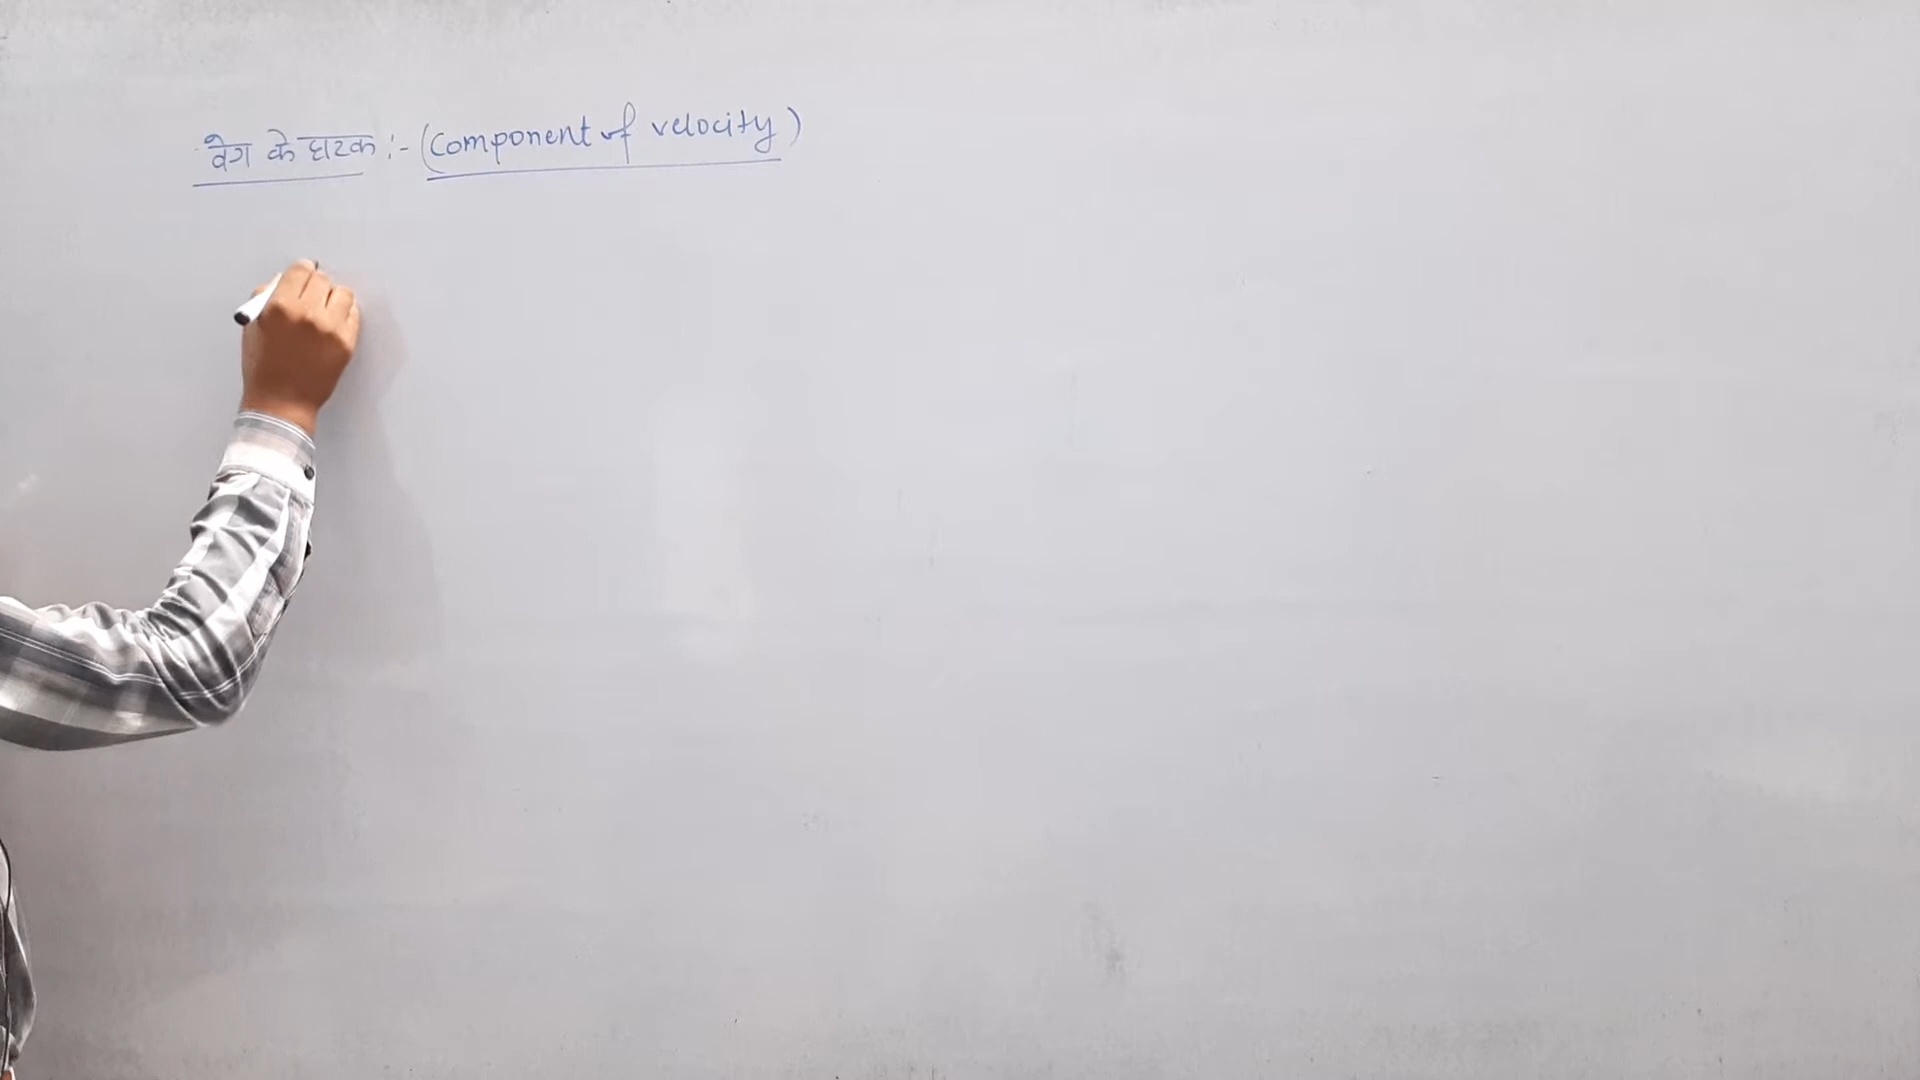 वेग के घटक :- (component of velocity)